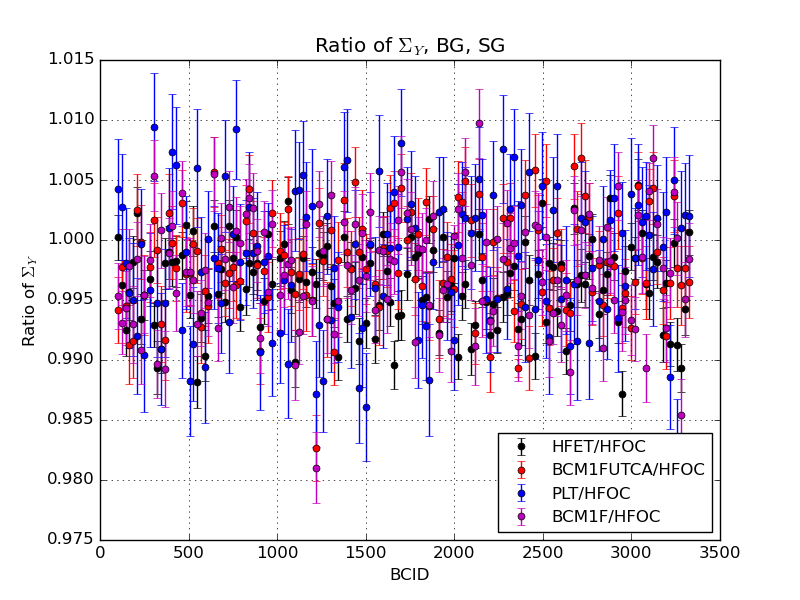 Ratio of Σ_Y, BG, SG
1.015
1.010
1.005
1.000
0.995
0.990
0.985
0.980
0.975
Ratio of Σ_Y
0 500 1000 1500 2000 2500 3000 3500
BCID
HFET/HFOC
BCM1FUTCA/HFOC
PLT/HFOC
BCM1F/HFOC